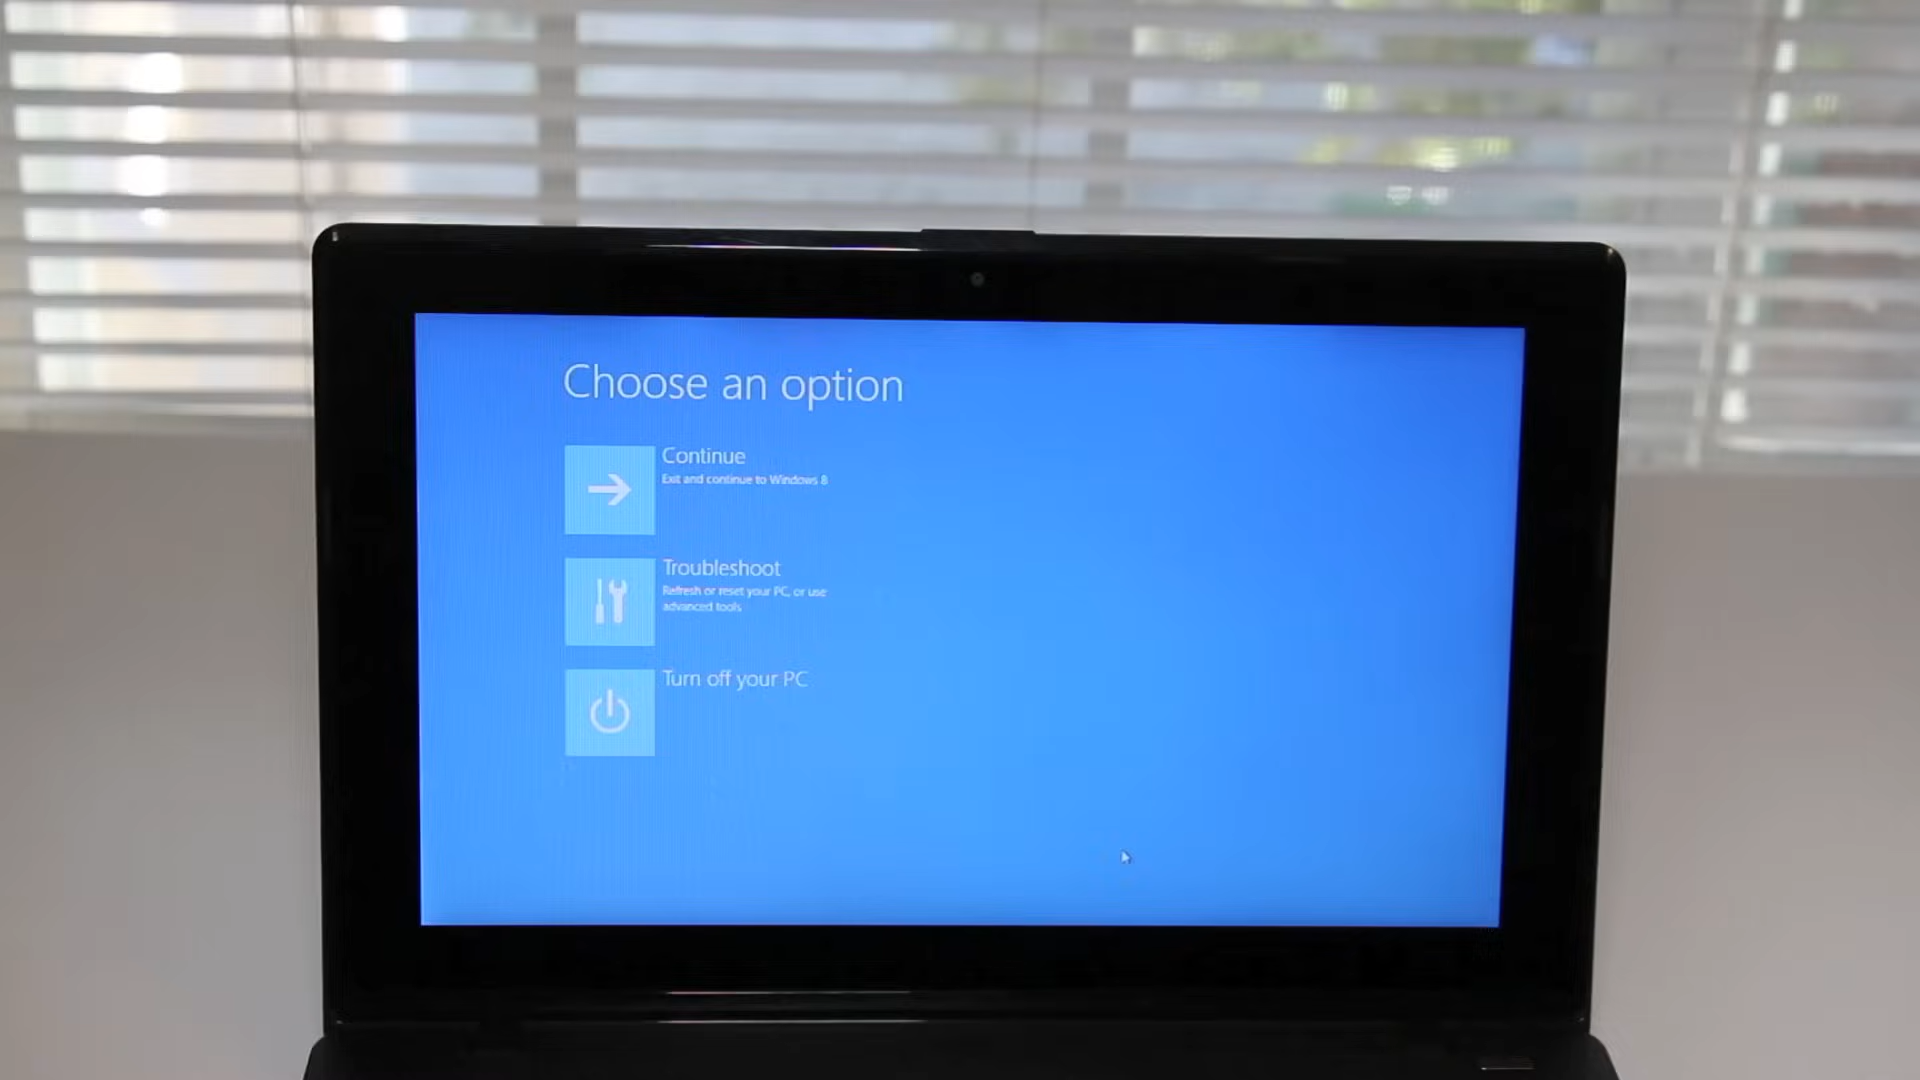 Choose an option
Continue
Exit and continue to Windows 8
Troubleshoot
Refresh or reset your PC, or use
advanced tools
Turn off your PC